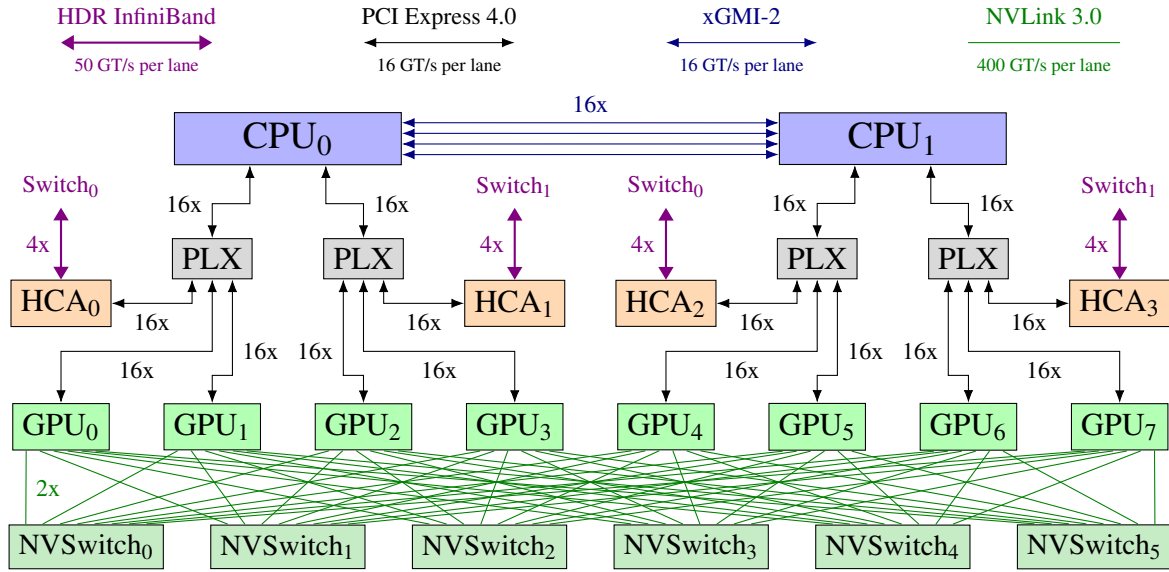 HDR InfiniBand PCI Express 4.0 xGMI-2 NVLink 3.0
50 GT/s per lane 16 GT/s per lane 16 GT/s per lane 400 GT/s per lane
16x
CPU₀ CPU₁
Switch₀ 16x 16x Switch₁ Switch₀ 16x 16x Switch₁
4x PLX PLX 4x 4x PLX PLX 4x
HCA₀ HCA₁ HCA₂ HCA₃
16x 16x 16x 16x
16x 16x 16x 16x
16x 16x 16x 16x
GPU₀ GPU₁ GPU₂ GPU₃ GPU₄ GPU₅ GPU₆ GPU₇
2x
NVSwitch₀ NVSwitch₁ NVSwitch₂ NVSwitch₃ NVSwitch₄ NVSwitch₅